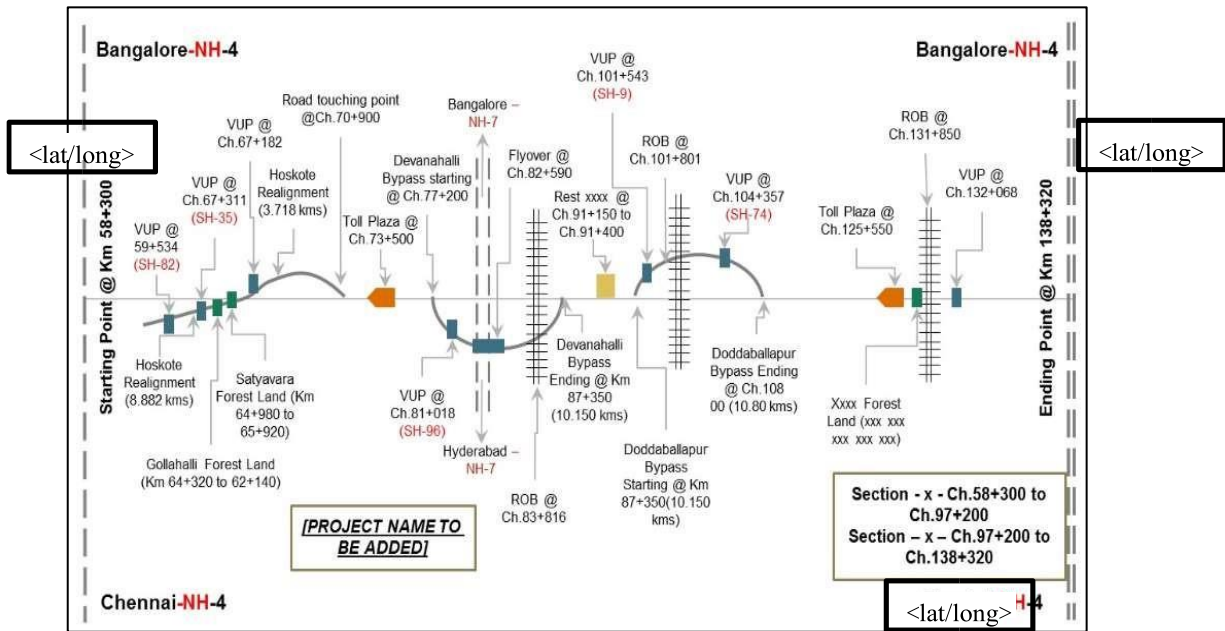 Bangalore-NH-4
Bangalore-NH-4
<lat/long>
<lat/long>
Starting Point @ Km 58+300
Ending Point @ Km 138+320
VUP @
59+534
(SH-82)
VUP @
Ch.67+311
(SH-35)
VUP @
Ch.67+182
Hoskote
Realignment
(3.718 kms)
Road touching point
@Ch.70+900
Toll Plaza @
Ch.73+500
Devanahalli
Bypass starting
@ Ch.77+200
Bangalore –
NH-7
Flyover @
Ch.82+590
Rest xxxx @
Ch.91+150 to
Ch.91+400
VUP @
Ch.101+543
(SH-9)
ROB @
Ch.101+801
VUP @
Ch.104+357
(SH-74)
Toll Plaza @
Ch.125+550
ROB @
Ch.131+850
VUP @
Ch.132+068
Hoskote
Realignment
(8.882 kms)
Satyavara
Forest Land (Km
64+980 to
65+920)
Gollahalli Forest Land
(Km 64+320 to 62+140)
VUP @
Ch.81+018
(SH-96)
Hyderabad –
NH-7
ROB @
Ch.83+816
Devanahalli
Bypass
Ending @ Km
87+350
(10.150 kms)
Doddaballapur
Bypass
Starting @ Km
87+350(10.150
kms)
Doddaballapur
Bypass Ending
@ Ch.108
00 (10.80 kms)
Xxxx Forest
Land (xxx xxx
xxx xxx xxx)
[PROJECT NAME TO
BE ADDED]
Section - x - Ch.58+300 to
Ch.97+200
Section – x – Ch.97+200 to
Ch.138+320
Chennai-NH-4
<lat/long> H-4